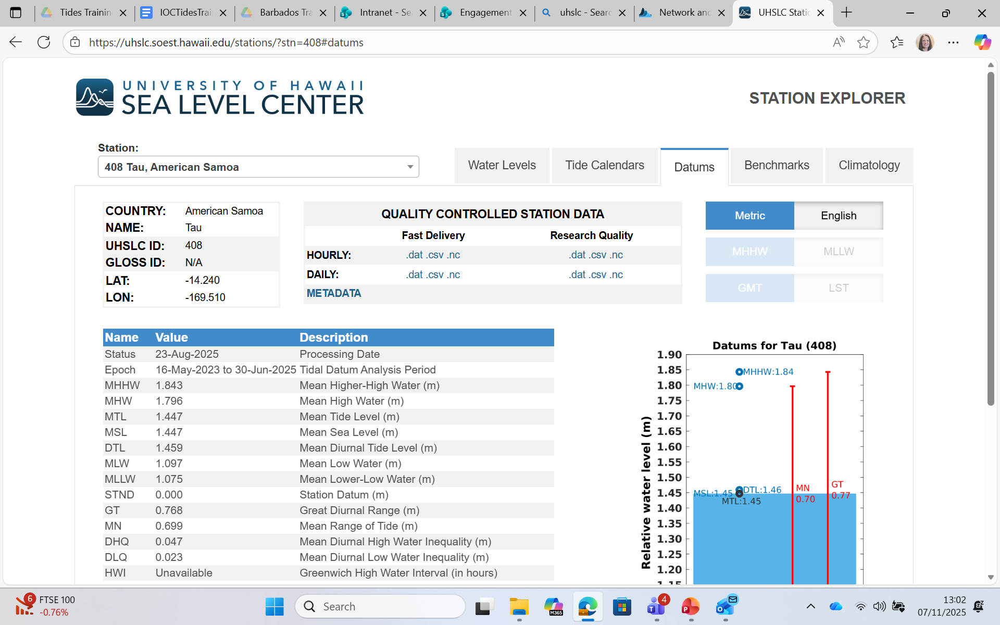 Tides Trainin
IOCTidesTrai
Barbados Tra
Intranet - Se
Engagement
uhslc - Searc
Network and
UHSLC Static
https://uhslc.soest.hawaii.edu/stations/?stn=408#datums
UNIVERSITY OF HAWAII
SEA LEVEL CENTER
STATION EXPLORER
Station:
408 Tau, American Samoa
Water Levels
Tide Calendars
Datums
Benchmarks
Climatology
COUNTRY: American Samoa
NAME: Tau
UHSLC ID: 408
GLOSS ID: N/A
LAT: -14.240
LON: -169.510
QUALITY CONTROLLED STATION DATA
Fast Delivery Research Quality
HOURLY: .dat .csv .nc .dat .csv .nc
DAILY: .dat .csv .nc .dat .csv .nc
METADATA
Metric English
MHHW MLLW
GMT LST
Name Value Description
Status 23-Aug-2025 Processing Date
Epoch 16-May-2023 to 30-Jun-2025 Tidal Datum Analysis Period
MHHW 1.843 Mean Higher-High Water (m)
MHW 1.796 Mean High Water (m)
MTL 1.447 Mean Tide Level (m)
MSL 1.447 Mean Sea Level (m)
DTL 1.459 Mean Diurnal Tide Level (m)
MLW 1.097 Mean Low Water (m)
MLLW 1.075 Mean Lower-Low Water (m)
STND 0.000 Station Datum (m)
GT 0.768 Great Diurnal Range (m)
MN 0.699 Mean Range of Tide (m)
DHQ 0.047 Mean Diurnal High Water Inequality (m)
DLQ 0.023 Mean Diurnal Low Water Inequality (m)
HWI Unavailable Greenwich High Water Interval (in hours)
Datums for Tau (408)
Relative water level (m)
1.90
1.85
1.80
1.75
1.70
1.65
1.60
1.55
1.50
1.45
1.40
1.35
1.30
1.25
1.20
1.15
MHHW:1.84
MHW:1.80
DTL:1.46
MSL:1.45
MTL:1.45
MN
0.70
GT
0.77
6
FTSE 100
-0.76%
Search
M365
4
13:02
07/11/2025